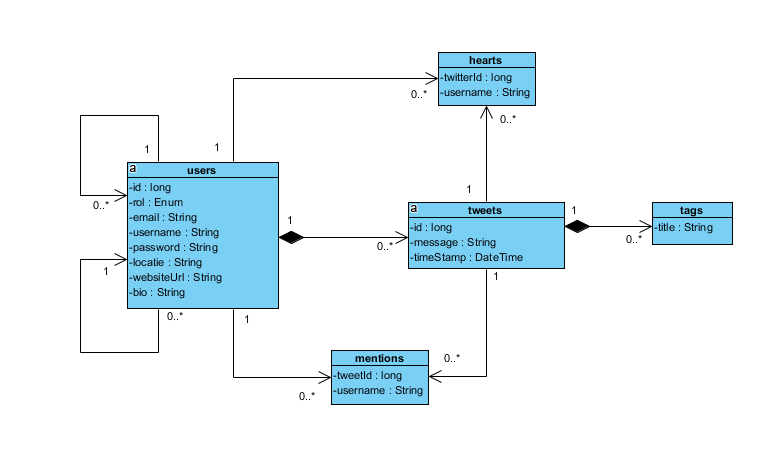 hearts
-twitterId : long
-username : String
0..*
0..*
1
1
1
a
users
-id : long
-rol : Enum
-email : String
-username : String
-password : String
-locatie : String
-websiteUrl : String
-bio : String
0..*
1
0..*
1
1
0..*
a
tweets
-id : long
-message : String
-timeStamp : DateTime
1
0..*
1
tags
-title : String
mentions
-tweetId : long
-username : String
0..*
0..*